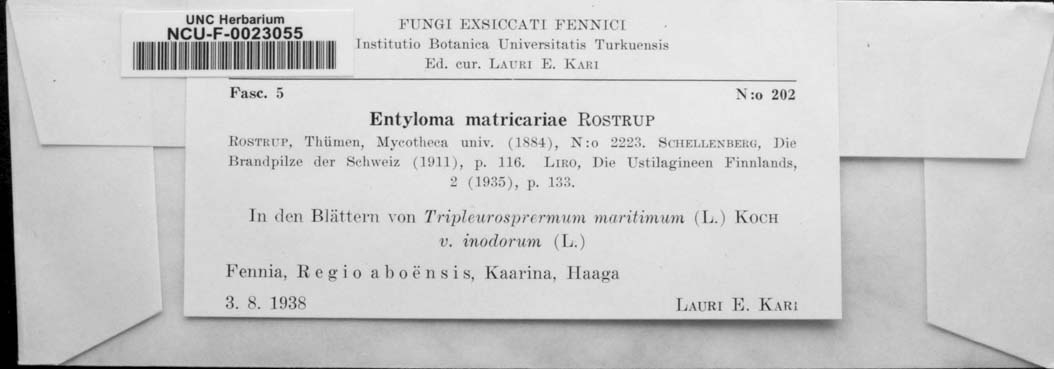 UNC Herbarium
NCU-F-0023055
FUNGI EXSICCATI FENNICI
Institutio Botanica Universitatis Turkuensis
Ed. cur. LAURI E. KARI
Fasc. 5 N:o 202
Entyloma matricariae ROSTRUP
ROSTRUP, Thümen, Mycotheca univ. (1884), N:o 2223. SCHELLENBERG, Die
Brandpilze der Schweiz (1911), p. 116. LIRO, Die Ustilagineen Finnlands,
2 (1935), p. 133.
In den Blättern von Tripleurosprermum maritimum (L.) KOCH
v. inodorum (L.)
Fennia, Regio aboënsis, Kaarina, Haaga
3. 8. 1938 LAURI E. KARI